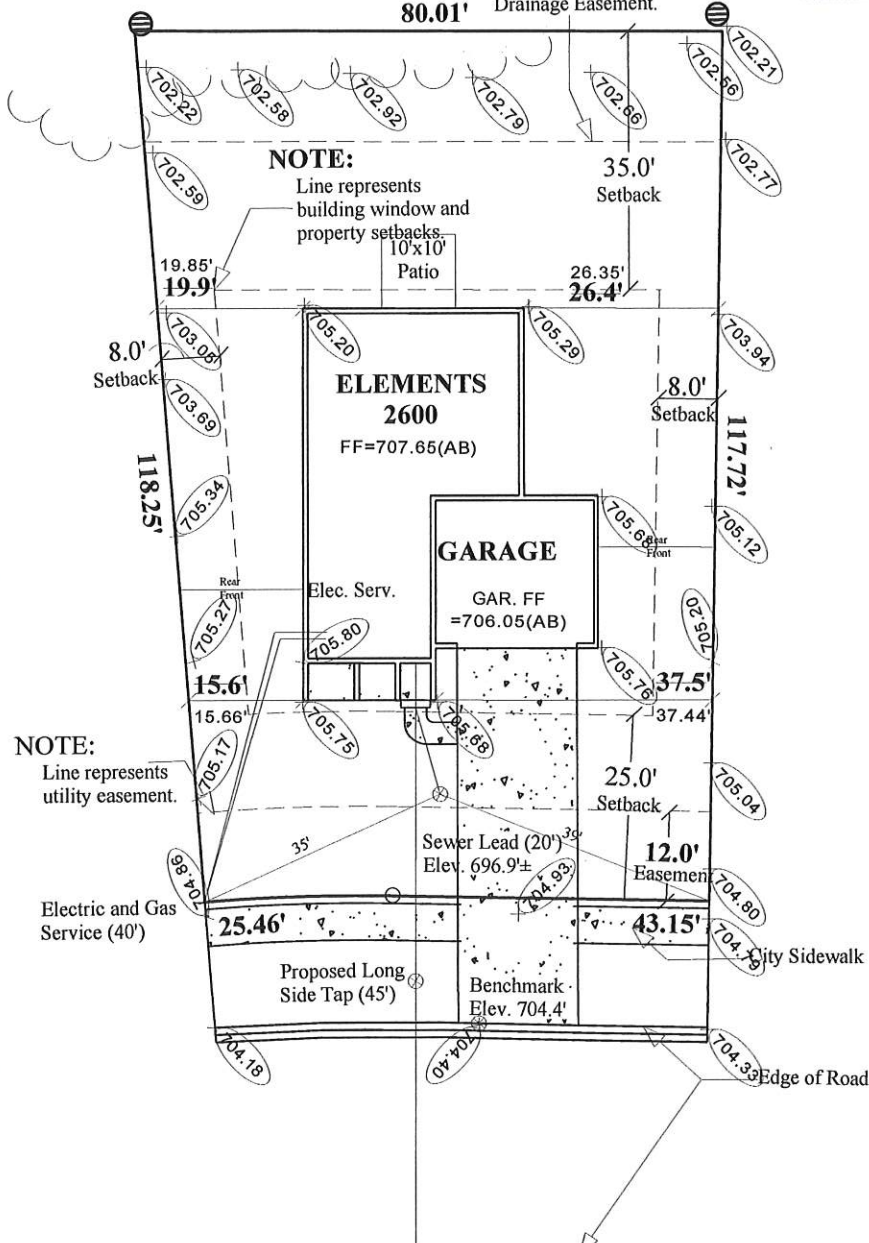 80.01'
Drainage Easement.
702.21
702.56
702.22
702.58
702.92
702.79
702.66
702.59
702.77
NOTE:
Line represents
building window and
property setbacks.
35.0'
Setback
10'x10'
Patio
19.85'
19.9'
26.35'
26.4'
703.05
705.20
705.29
703.94
8.0'
Setback
8.0'
Setback
703.69
ELEMENTS
2600
FF=707.65(AB)
118.25'
117.72'
705.34
705.68
705.12
GARAGE
GAR. FF
=706.05(AB)
Rear
Front
Rear
Front
Elec. Serv.
705.27
705.80
705.20
15.6'
15.66'
705.76
37.5'
37.44'
705.75
705.68
NOTE:
Line represents
utility easement.
705.17
25.0'
Setback
705.04
35'
39'
Sewer Lead (20')
Elev. 696.9'±
12.0'
Easement
704.86
704.93
704.80
Electric and Gas
Service (40')
25.46'
43.15'
704.79
City Sidewalk
Proposed Long
Side Tap (45')
Benchmark
Elev. 704.4'
704.18
704.40
704.33
Edge of Road